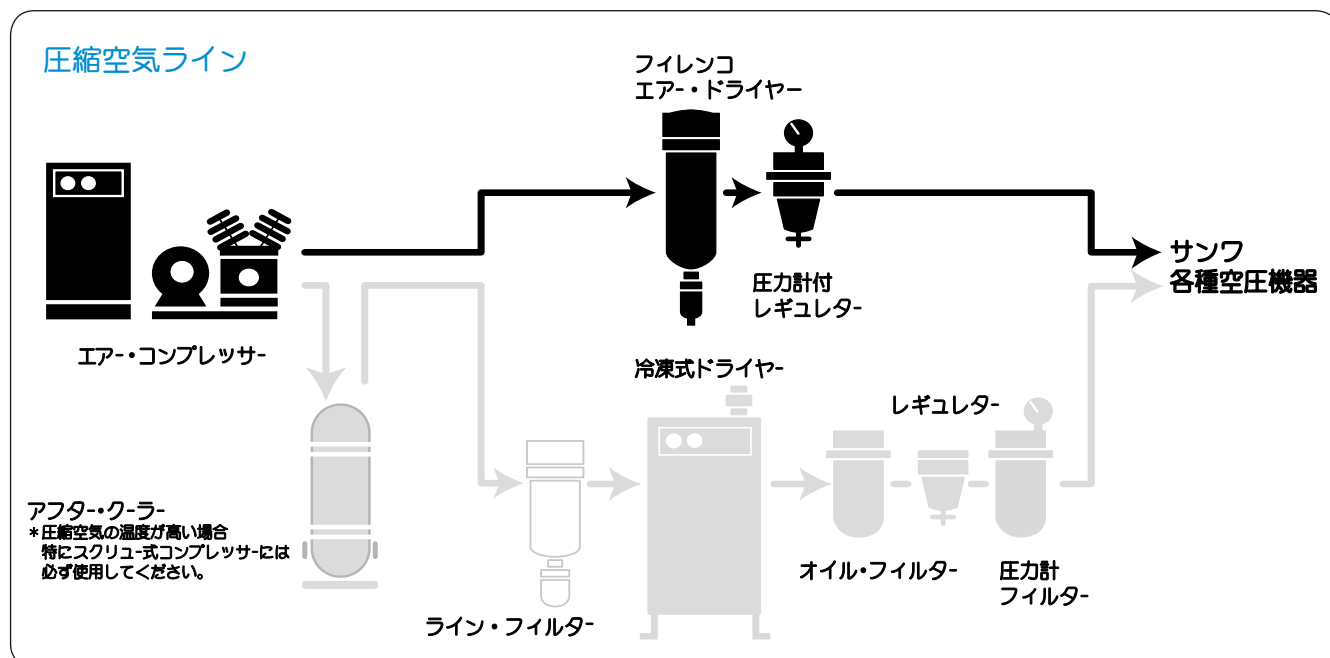 圧縮空気ライン
フィレンコ
エアー・ドライヤー
サンワ
各種空圧機器
圧力計付
レギュレター
エアー・コンプレッサー
冷凍式ドライヤー
レギュレター
アフター・クーラー
*圧縮空気の温度が高い場合
特にスクリュー式コンプレッサーには
必ず使用してください。
オイル・フィルター
圧力計
フィルター
ライン・フィルター